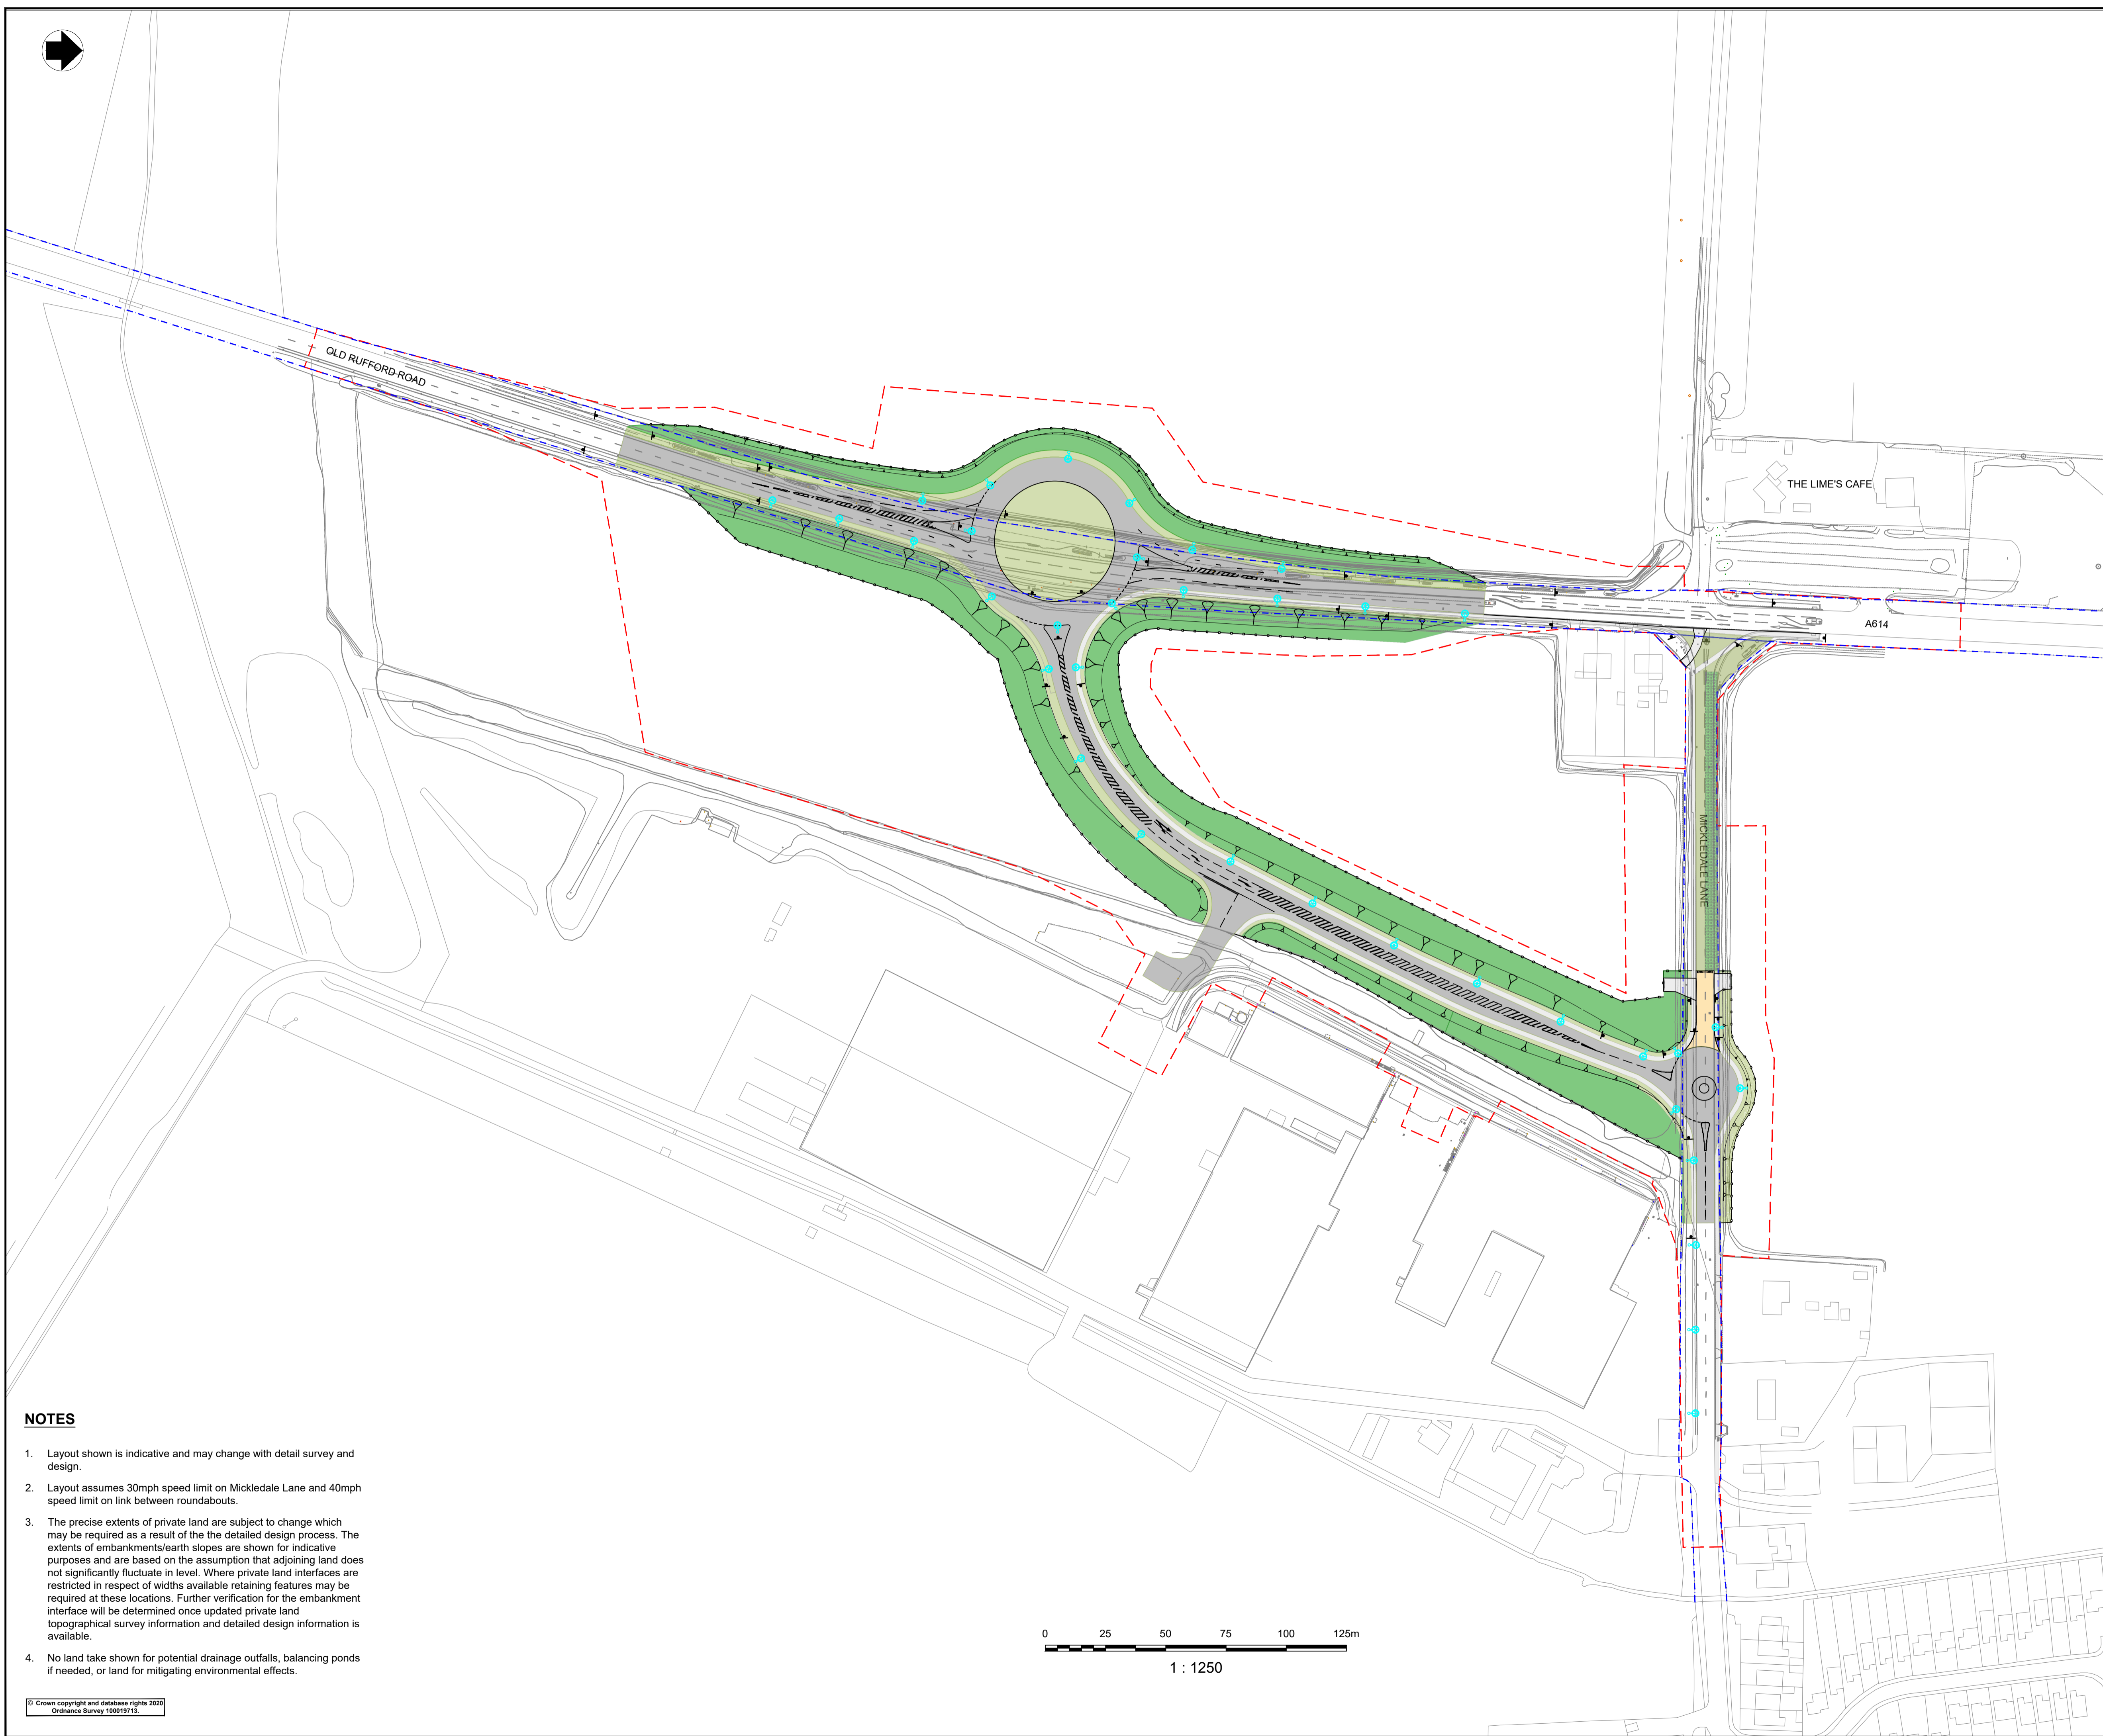 OLD RUFFORD ROAD
THE LIME'S CAFE
A614
MICKLEDALE LANE
NOTES
1. Layout shown is indicative and may change with detail survey and
design.
2. Layout assumes 30mph speed limit on Mickledale Lane and 40mph
speed limit on link between roundabouts.
3. The precise extents of private land are subject to change which
may be required as a result of the the detailed design process. The
extents of embankments/earth slopes are shown for indicative
purposes and are based on the assumption that adjoining land does
not significantly fluctuate in level. Where private land interfaces are
restricted in respect of widths available retaining features may be
required at these locations. Further verification for the embankment
interface will be determined once updated private land
topographical survey information and detailed design information is
available.
4. No land take shown for potential drainage outfalls, balancing ponds
if needed, or land for mitigating environmental effects.
© Crown copyright and database rights 2020
Ordnance Survey 100019713.
0 25 50 75 100 125m
1 : 1250